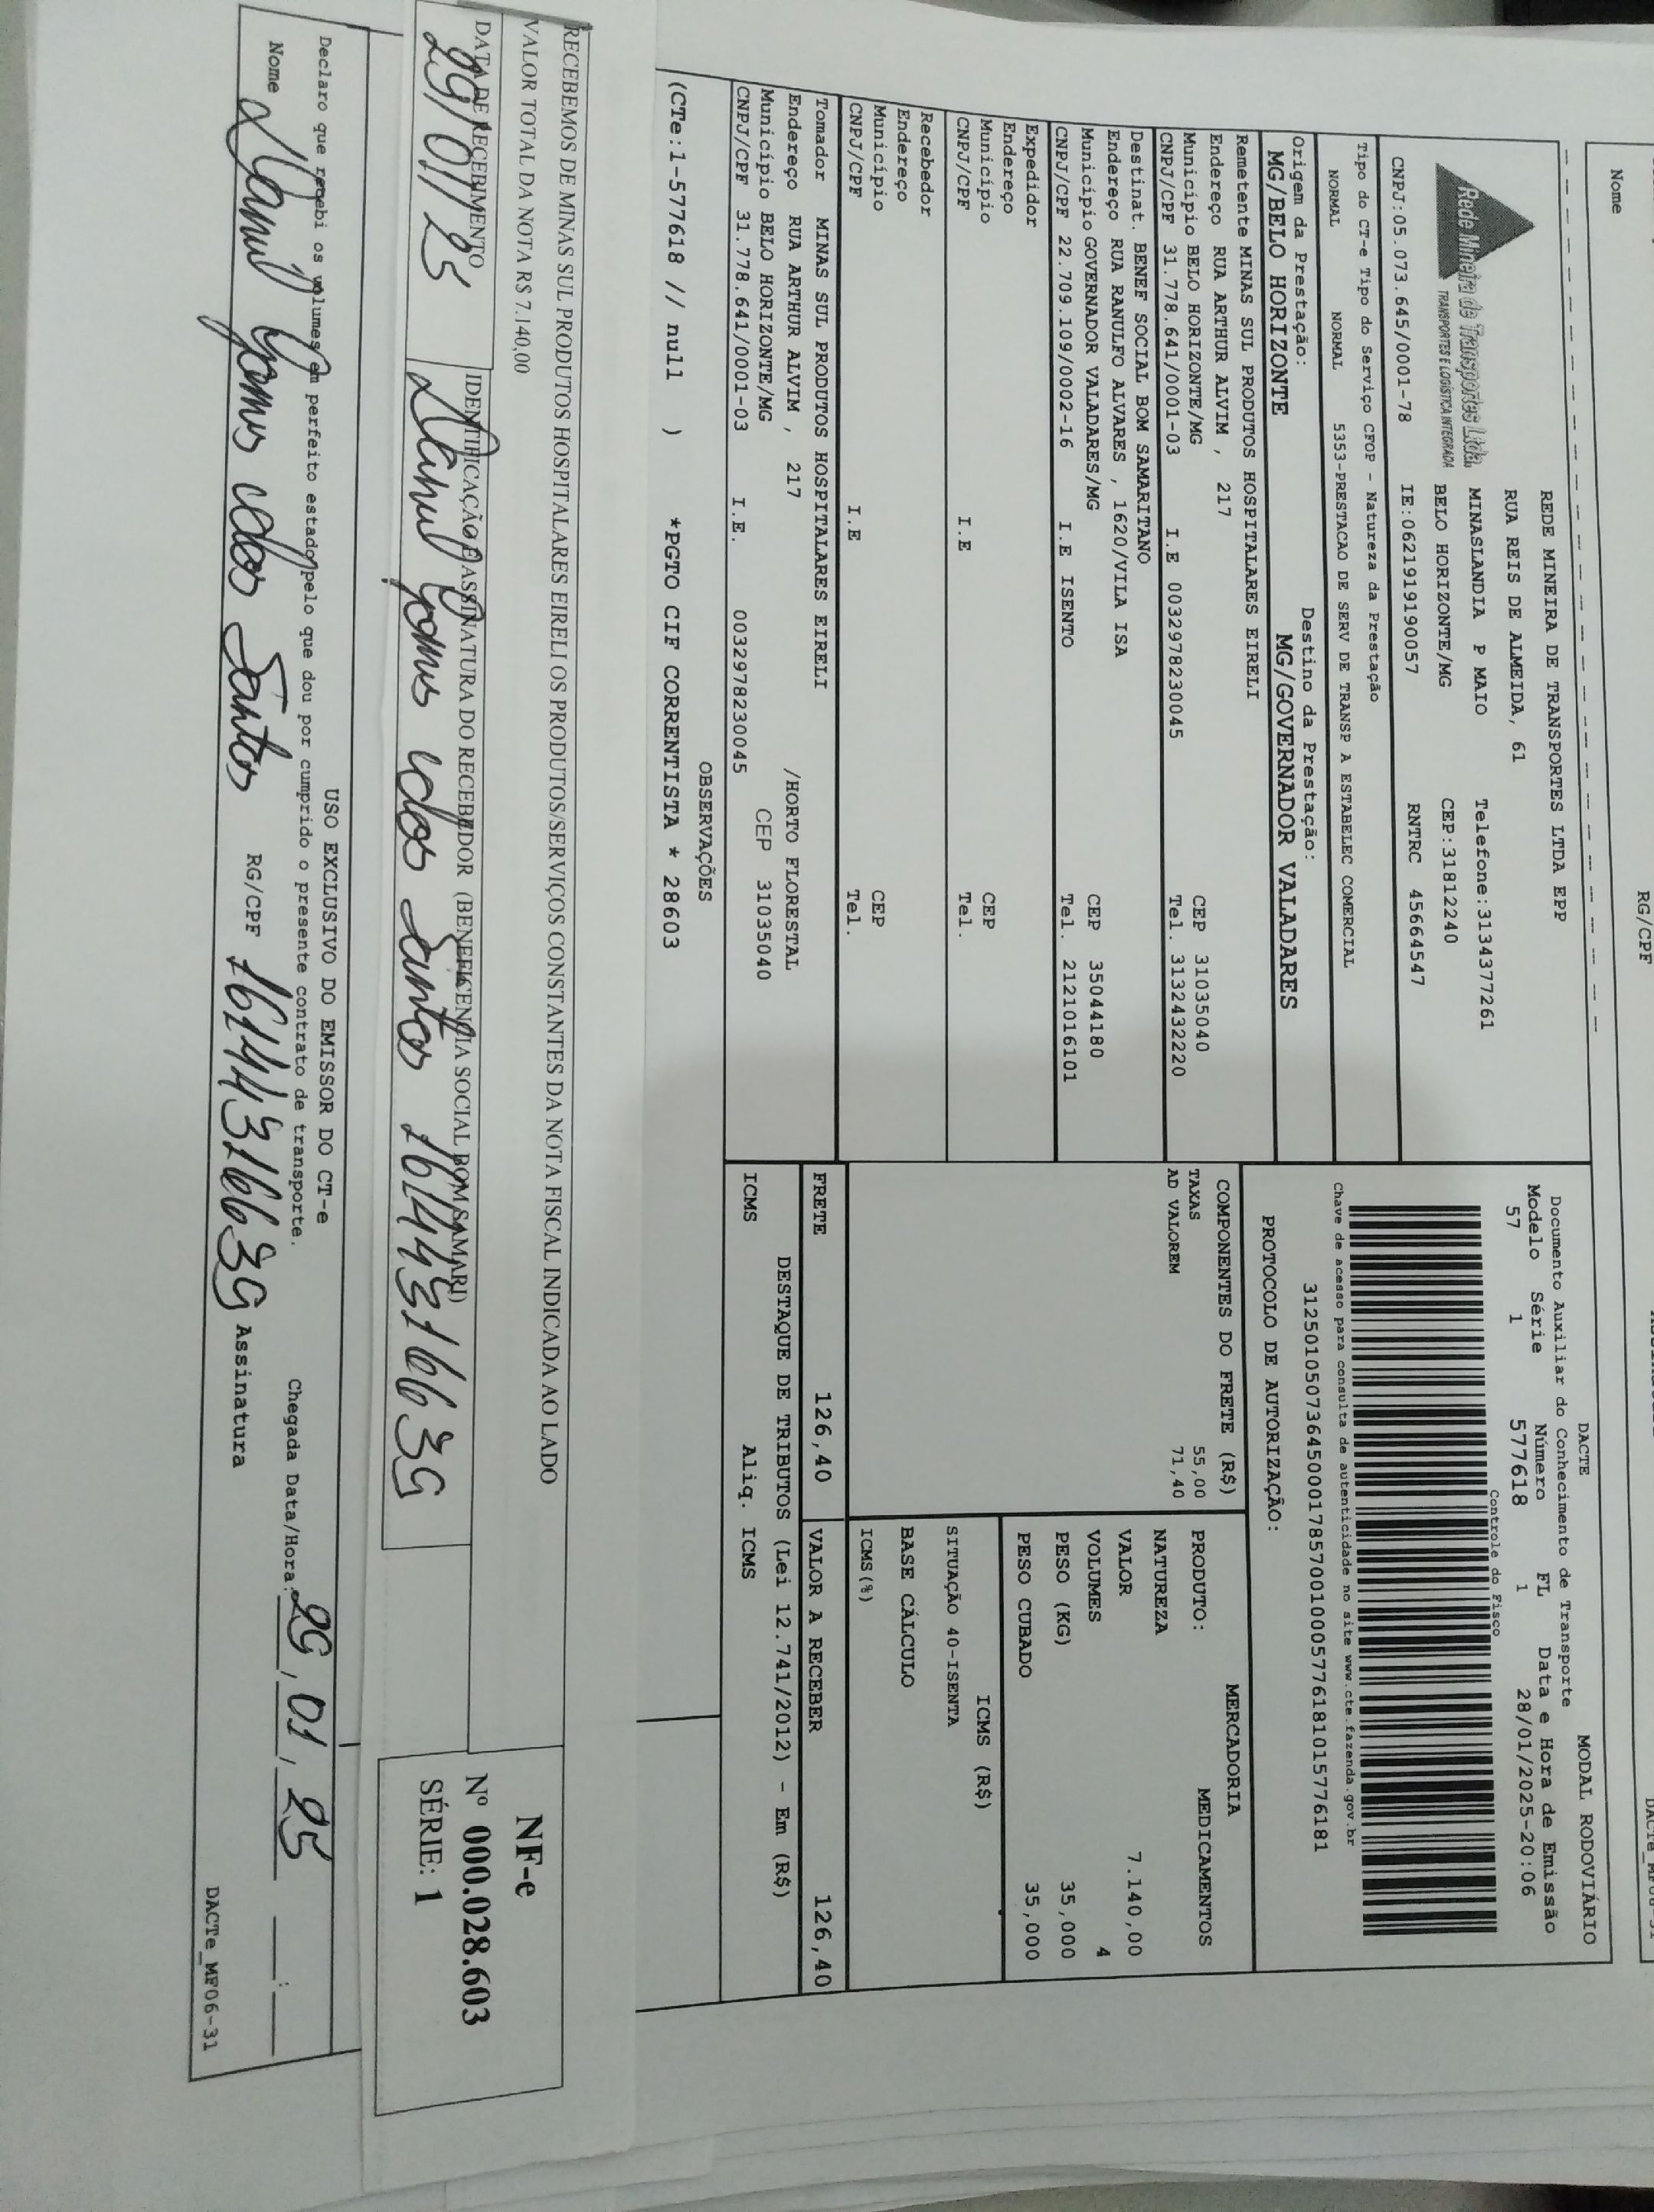 Nome RG/CPF
REDE MINEIRA DE TRANSPORTES LTDA EPP
RUA REIS DE ALMEIDA, 61
MINASLANDIA P MAIO Telefone:3134377261
BELO HORIZONTE/MG CEP:31812240
Rede Mineira de Transportes Ltda.
TRANSPORTES E LOGÍSTICA INTEGRADA
CNPJ:05.073.645/0001-78 IE:0621919190057 RNTRC 45664547
DACTE MODAL RODOVIÁRIO
Documento Auxiliar do Conhecimento de Transporte
Modelo Série Número FL Data e Hora de Emissão
57 1 577618 1 28/01/2025-20:06
Controle do Fisco
Chave de acesso para consulta de autenticidade no site www.cte.fazenda.gov.br
31250105073645000178570010005776181015776181
PROTOCOLO DE AUTORIZAÇÃO:
Tipo do CT-e Tipo do Serviço CFOP - Natureza da Prestação
NORMAL NORMAL 5353-PRESTACAO DE SERV DE TRANSP A ESTABELEC COMERCIAL
Origem da Prestação: Destino da Prestação:
MG/BELO HORIZONTE MG/GOVERNADOR VALADARES
Remetente MINAS SUL PRODUTOS HOSPITALARES EIRELI
Endereço RUA ARTHUR ALVIM , 217
Município BELO HORIZONTE/MG CEP 31035040
CNPJ/CPF 31.778.641/0001-03 I.E 0032978230045 Tel. 3132432220
Destinat. BENEF SOCIAL BOM SAMARITANO
Endereço RUA RANULFO ALVARES , 1620/VILA ISA
Município GOVERNADOR VALADARES/MG CEP 35044180
CNPJ/CPF 22.709.109/0002-16 I.E ISENTO Tel. 2121016101
Expedidor
Endereço
Município CEP
CNPJ/CPF I.E Tel.
Recebedor
Endereço
Município CEP
CNPJ/CPF I.E Tel.
Tomador MINAS SUL PRODUTOS HOSPITALARES EIRELI
Endereço RUA ARTHUR ALVIM , 217 /HORTO FLORESTAL
Município BELO HORIZONTE/MG CEP 31035040
CNPJ/CPF 31.778.641/0001-03 I.E. 0032978230045
COMPONENTES DO FRETE (R$)
TAXAS 55,00
AD VALOREM 71,40
MERCADORIA
PRODUTO: MEDICAMENTOS
NATUREZA
VALOR 7.140,00
VOLUMES 4
PESO (KG) 35,000
PESO CUBADO 35,000
ICMS (R$)
SITUAÇÃO 40-ISENTA
BASE CÁLCULO
ICMS(%)
FRETE 126,40 VALOR A RECEBER 126,40
DESTAQUE DE TRIBUTOS (Lei 12.741/2012) - Em (R$)
ICMS Aliq. ICMS
OBSERVAÇÕES
(CTe:1-577618 // null ) *PGTO CIF CORRENTISTA * 28603
RECEBEMOS DE MINAS SUL PRODUTOS HOSPITALARES EIRELI OS PRODUTOS/SERVIÇOS CONSTANTES DA NOTA FISCAL INDICADA AO LADO
VALOR TOTAL DA NOTA R$ 7.140,00
DATA DE RECEBIMENTO IDENTIFICAÇÃO E ASSINATURA DO RECEBEDOR (BENEFICENCIA SOCIAL BOM SAMARI)
29/01/25 Gomes dos Santos
NF-e
Nº 000.028.603
SÉRIE: 1
USO EXCLUSIVO DO EMISSOR DO CT-e
Declaro que recebi os volumes em perfeito estado pelo que dou por cumprido o presente contrato de transporte.
Chegada Data/Hora: 29/01/25 :
Nome Gomes dos Santos RG/CPF Assinatura
DACTe_MF06-31